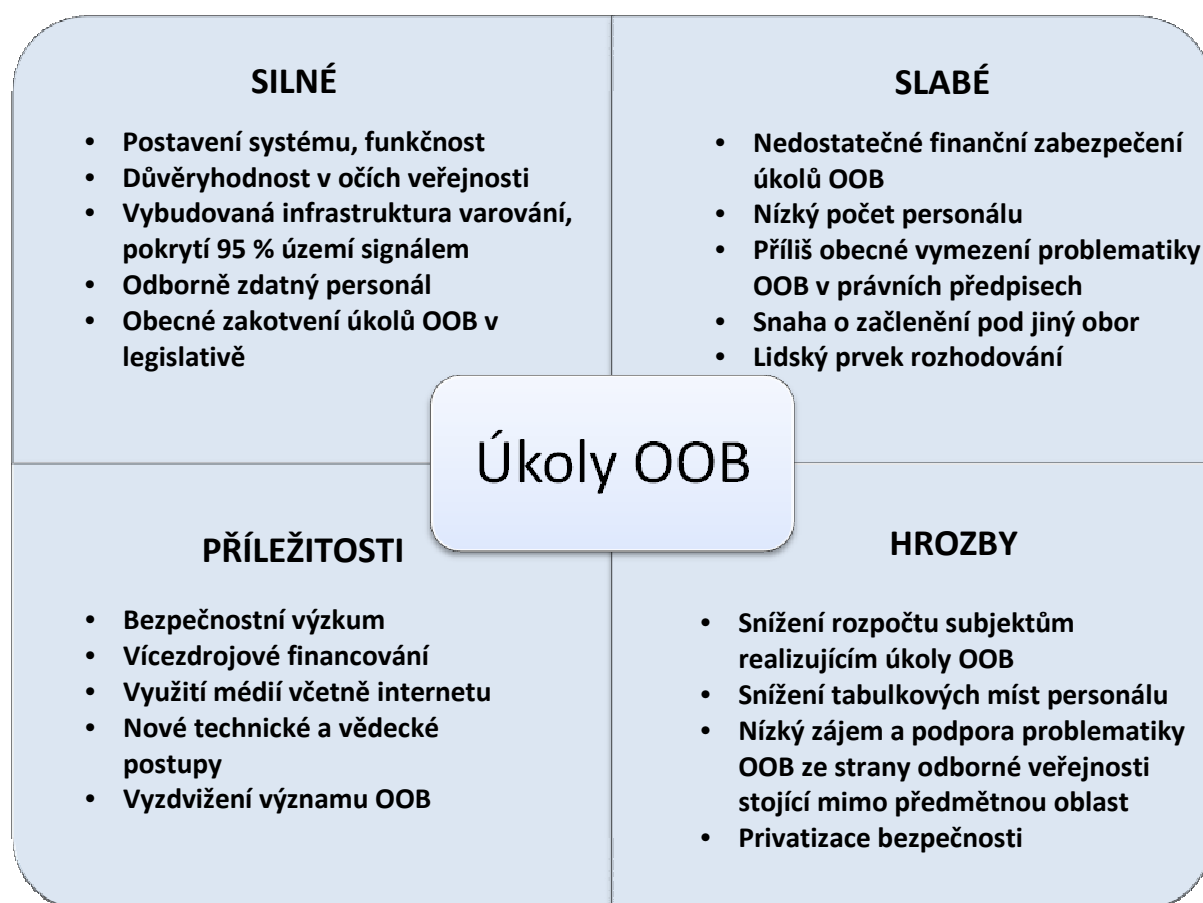 SILNÉ
• Postavení systému, funkčnost
• Důvěryhodnost v očích veřejnosti
• Vybudovaná infrastruktura varování,
pokrytí 95 % území signálem
• Odborně zdatný personál
• Obecné zakotvení úkolů OOB v
legislativě
SLABÉ
• Nedostatečné finanční zabezpečení
úkolů OOB
• Nízký počet personálu
• Příliš obecné vymezení problematiky
OOB v právních předpisech
• Snaha o začlenění pod jiný obor
• Lidský prvek rozhodování
Úkoly OOB
PŘÍLEŽITOSTI
• Bezpečnostní výzkum
• Vícezdrojové financování
• Využití médií včetně internetu
• Nové technické a vědecké
postupy
• Vyzdvižení významu OOB
HROZBY
• Snížení rozpočtu subjektům
realizujícím úkoly OOB
• Snížení tabulkových míst personálu
• Nízký zájem a podpora problematiky
OOB ze strany odborné veřejnosti
stojící mimo předmětnou oblast
• Privatizace bezpečnosti